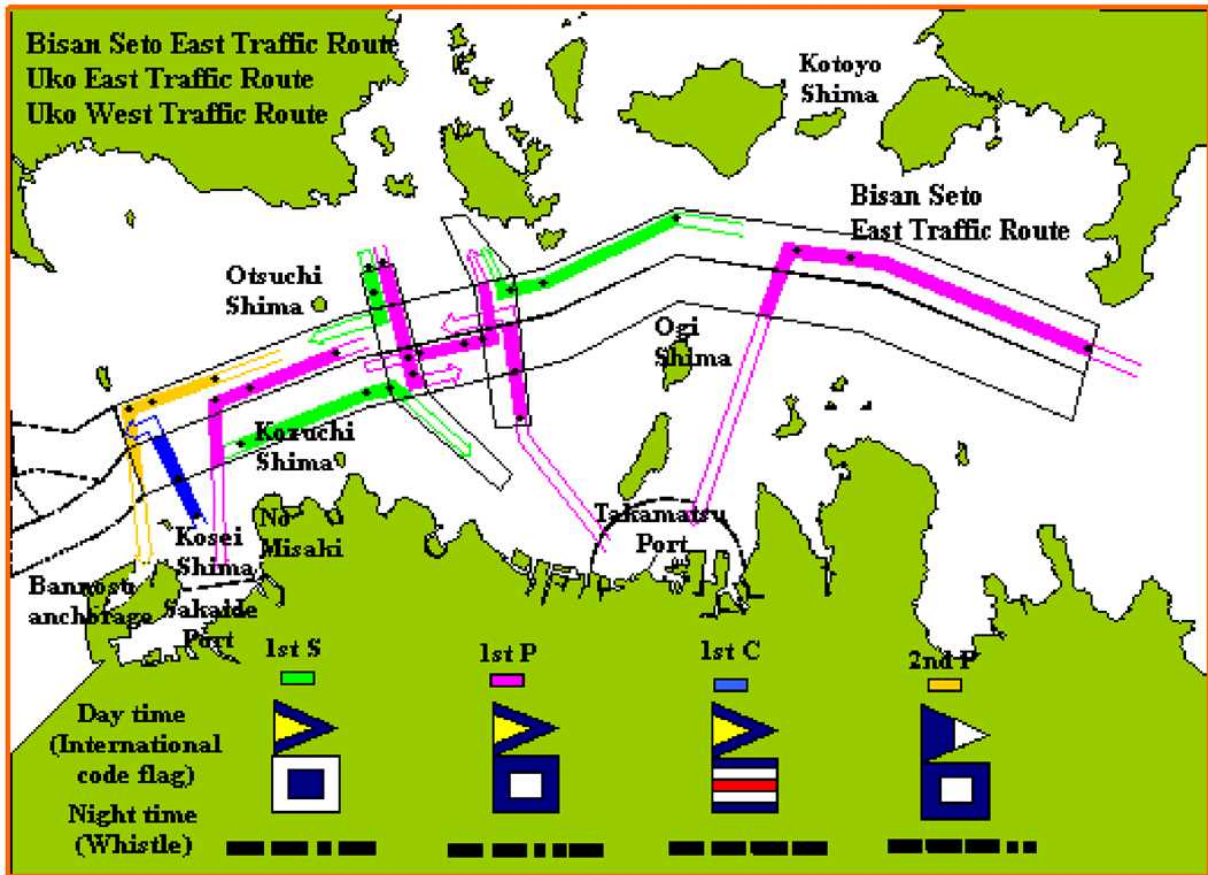 Bisan Seto East Traffic Route
Uko East Traffic Route
Uko West Traffic Route
Kotoyo
Shima
Bisan Seto
East Traffic Route
Otsuchi
Shima
Ogi
Shima
Kozuchi
Shima
Takamatsu
Port
No
Misaki
Kosei
Shima
Bannosu
anchorage
Sakaide
Port
1st S
1st P
1st C
2nd P
Day time
(International
code flag)
Night time
(Whistle)